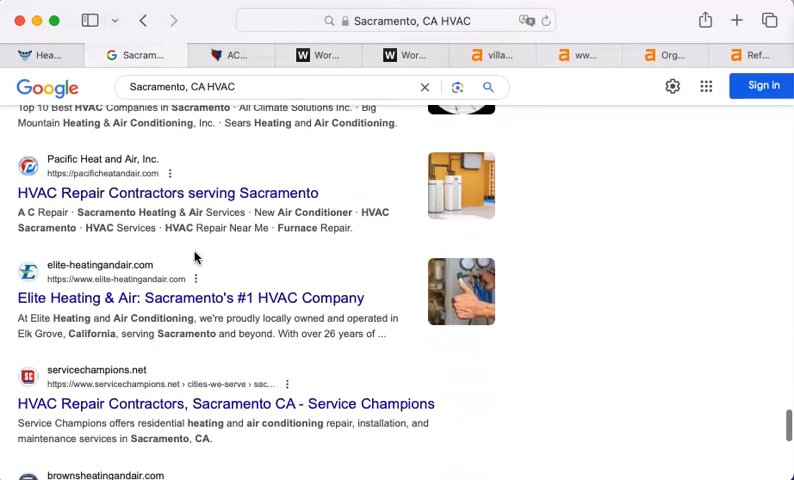 Sacramento, CA HVAC
Hea...
Sacram...
AC...
Wor...
Wor...
villa...
ww...
Org...
Ref...
Google
Sacramento, CA HVAC
Sign in
Top 10 Best HVAC Companies in Sacramento · All Climate Solutions Inc. · Big
Mountain Heating & Air Conditioning, Inc. · Sears Heating and Air Conditioning.
Pacific Heat and Air, Inc.
https://pacificheatandair.com
HVAC Repair Contractors serving Sacramento
A C Repair · Sacramento Heating & Air Services · New Air Conditioner · HVAC
Sacramento · HVAC Services · HVAC Repair Near Me · Furnace Repair.
elite-heatingandair.com
https://www.elite-heatingandair.com
Elite Heating & Air: Sacramento's #1 HVAC Company
At Elite Heating and Air Conditioning, we're proudly locally owned and operated in
Elk Grove, California, serving Sacramento and beyond. With over 26 years of ...
servicechampions.net
https://www.servicechampions.net › cities-we-serve › sac...
HVAC Repair Contractors, Sacramento CA - Service Champions
Service Champions offers residential heating and air conditioning repair, installation, and
maintenance services in Sacramento, CA.
brownsheatingandair.com